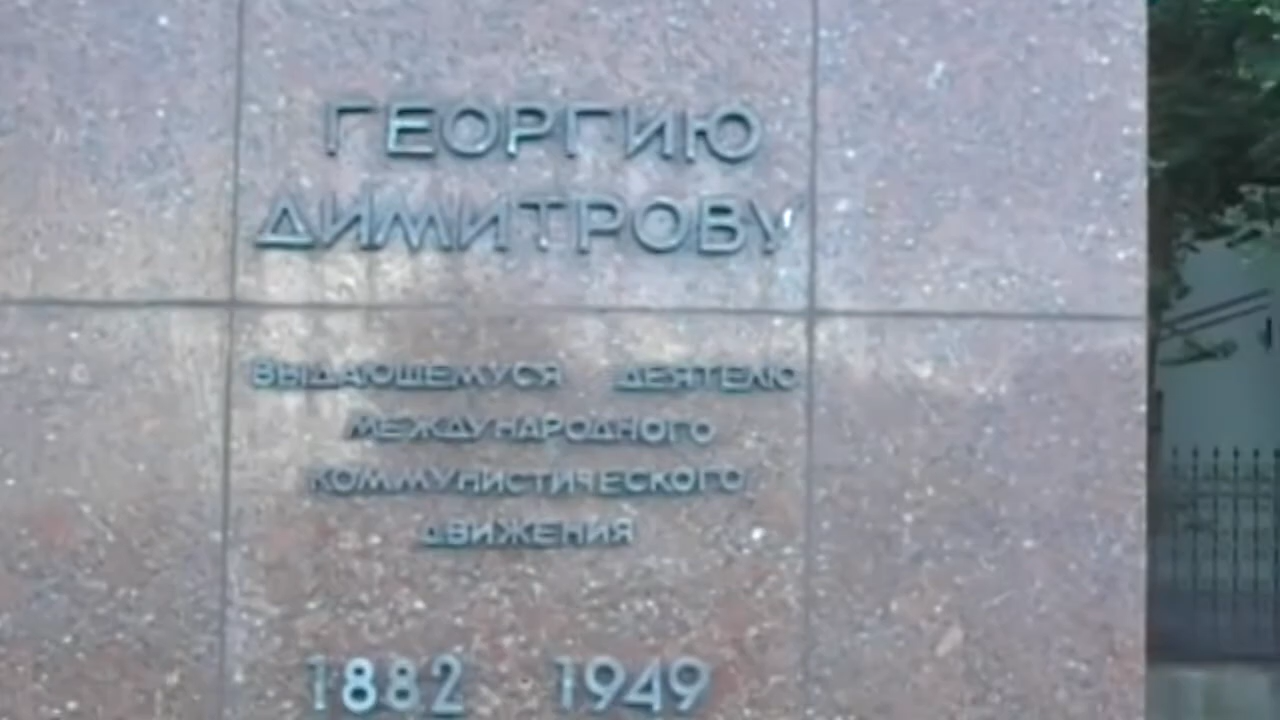 ГЕОРГИЮ
ДИМИТРОВУ
ВЫДАЮЩЕМУСЯ ДЕЯТЕЛЮ
МЕЖДУНАРОДНОГО
КОММУНИСТИЧЕСКОГО
ДВИЖЕНИЯ
1882 1949